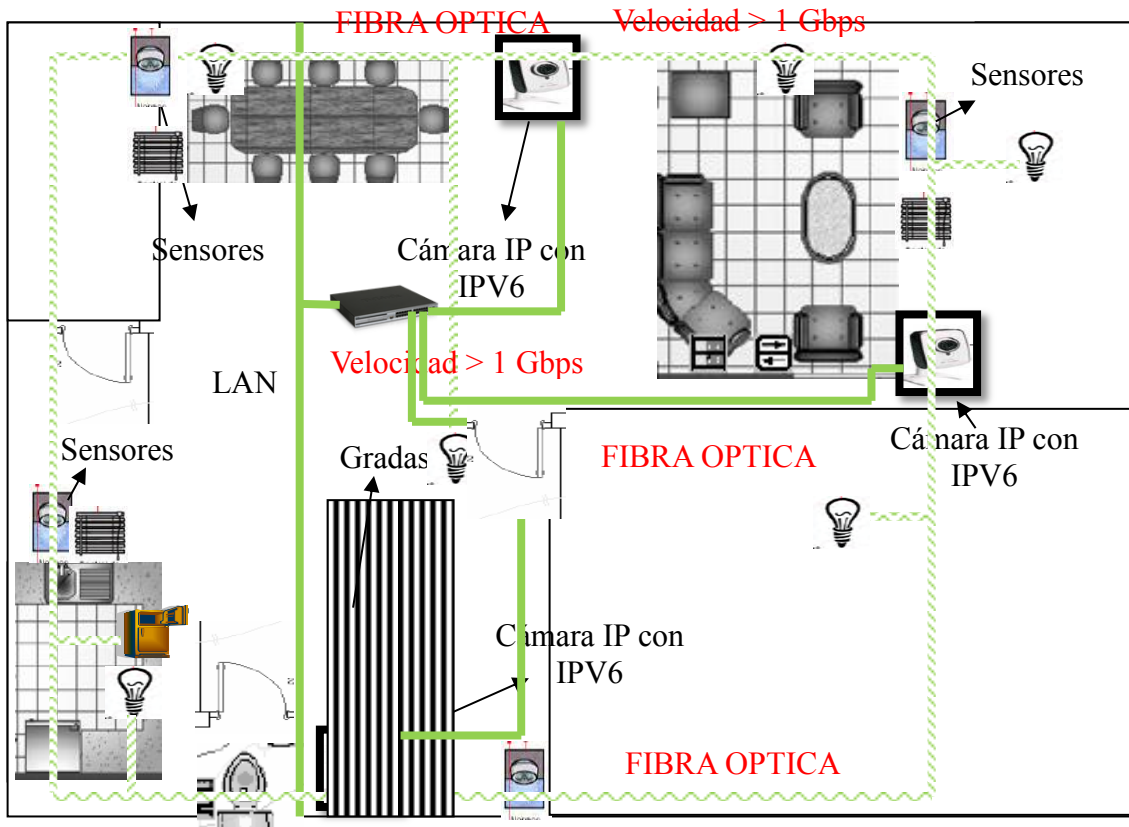 FIBRA OPTICA
Velocidad > 1 Gbps
Sensores
Sensores
Cámara IP con
IPV6
Velocidad > 1 Gbps
LAN
Sensores
Gradas
FIBRA OPTICA
Cámara IP con
IPV6
Cámara IP con
IPV6
FIBRA OPTICA